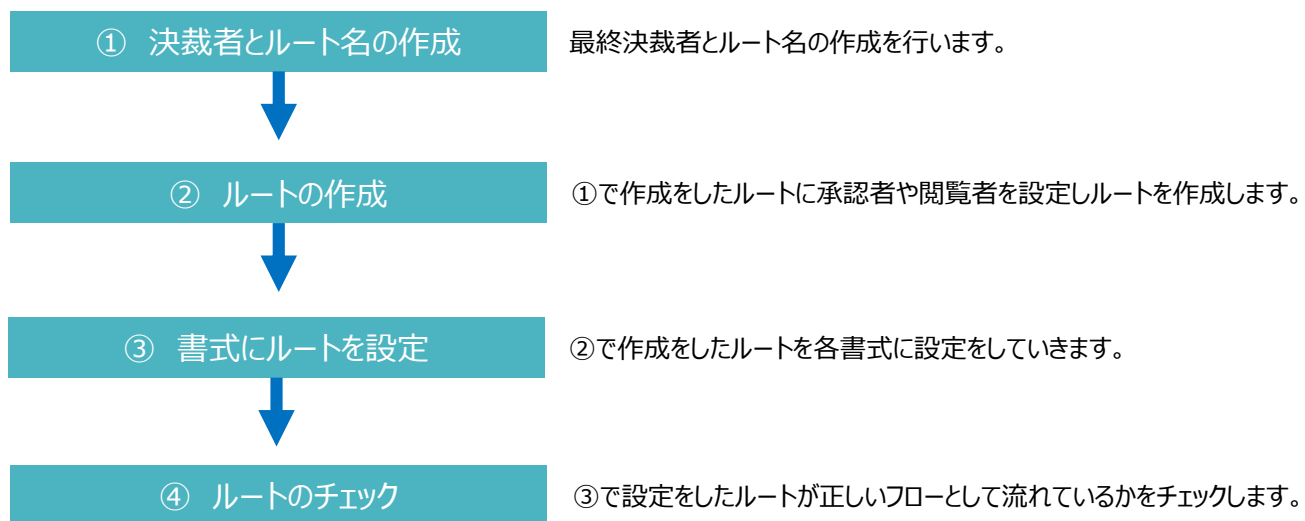 ① 決裁者とルート名の作成
最終決裁者とルート名の作成を行います。
② ルートの作成
①で作成をしたルートに承認者や閲覧者を設定しルートを作成します。
③ 書式にルートを設定
②で作成をしたルートを各書式に設定をしていきます。
④ ルートのチェック
③で設定をしたルートが正しいフローとして流れているかをチェックします。